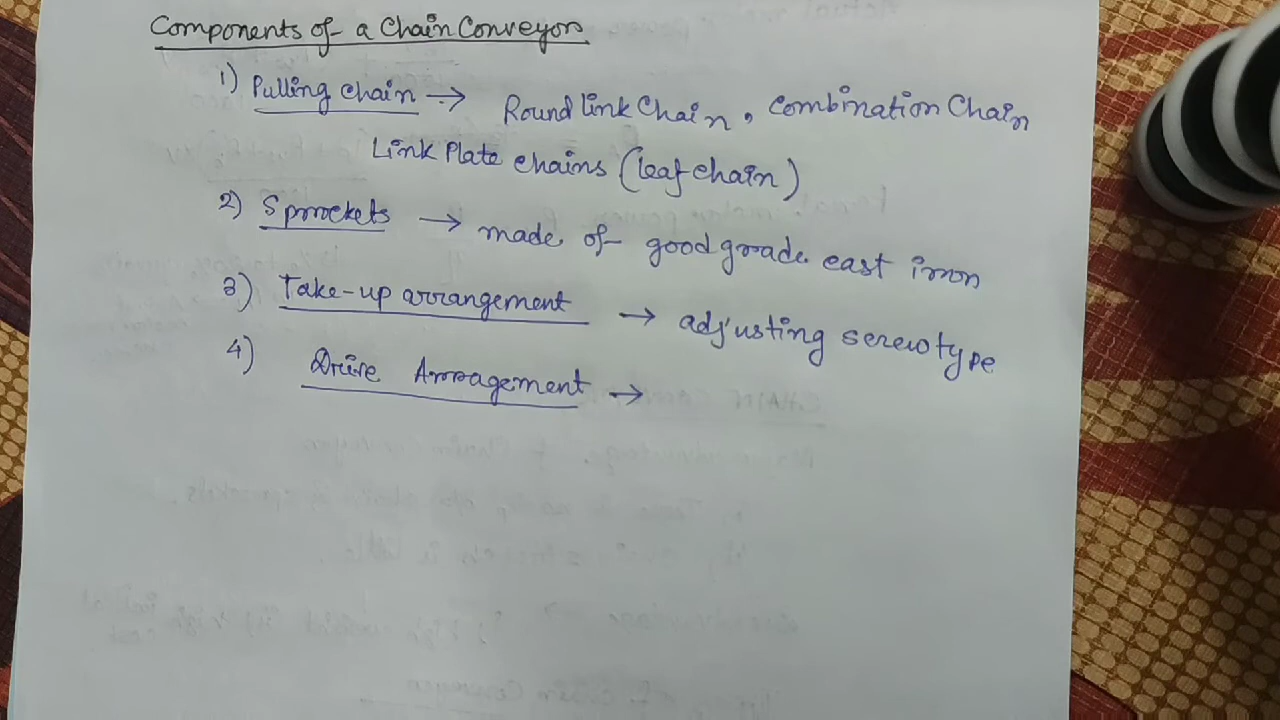 Components of a Chain Conveyor
1) Pulling chain → Round link Chain, Combination Chain
Link Plate chains (leaf chain)
2) Sprockets → made of good grade cast iron
3) Take-up arrangement → adjusting screw type
4) Drive Arragement →